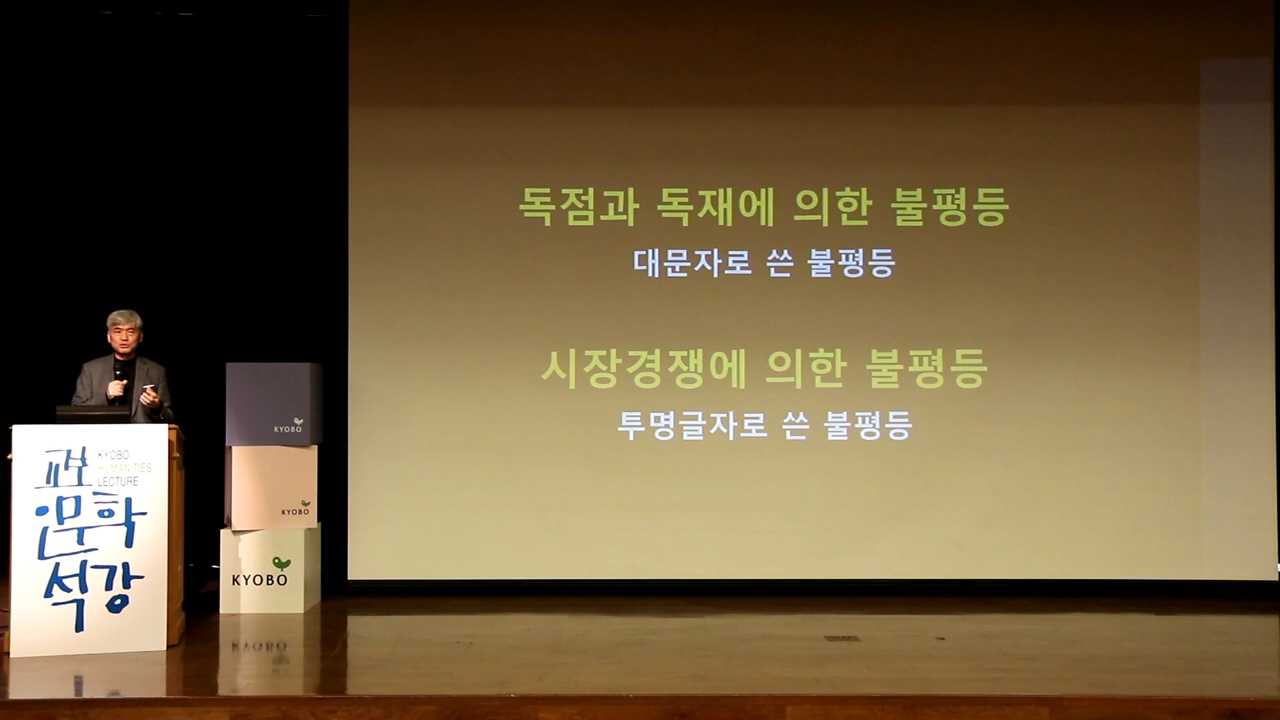 독점과 독재에 의한 불평등
대문자로 쓴 불평등
시장경쟁에 의한 불평등
투명글자로 쓴 불평등
KYOBO
KYOBO
KYOBO
교보
KYOBO
HUMANITIES
LECTURE
인문학
석강